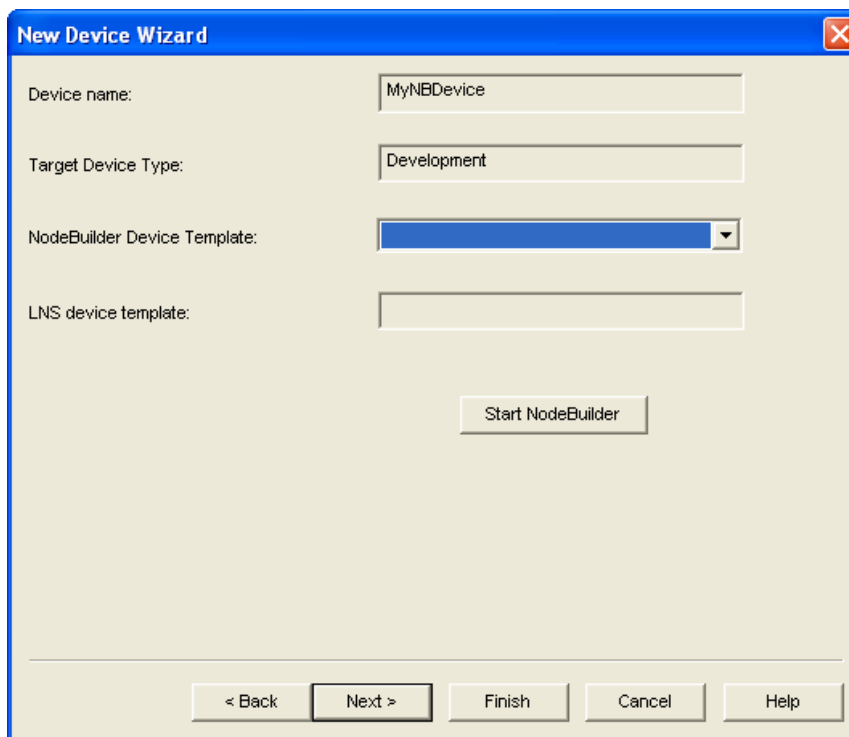 New Device Wizard
Device name:
MyNBDevice
Target Device Type:
Development
NodeBuilder Device Template:
LNS device template:
Start NodeBuilder
< Back
Next >
Finish
Cancel
Help